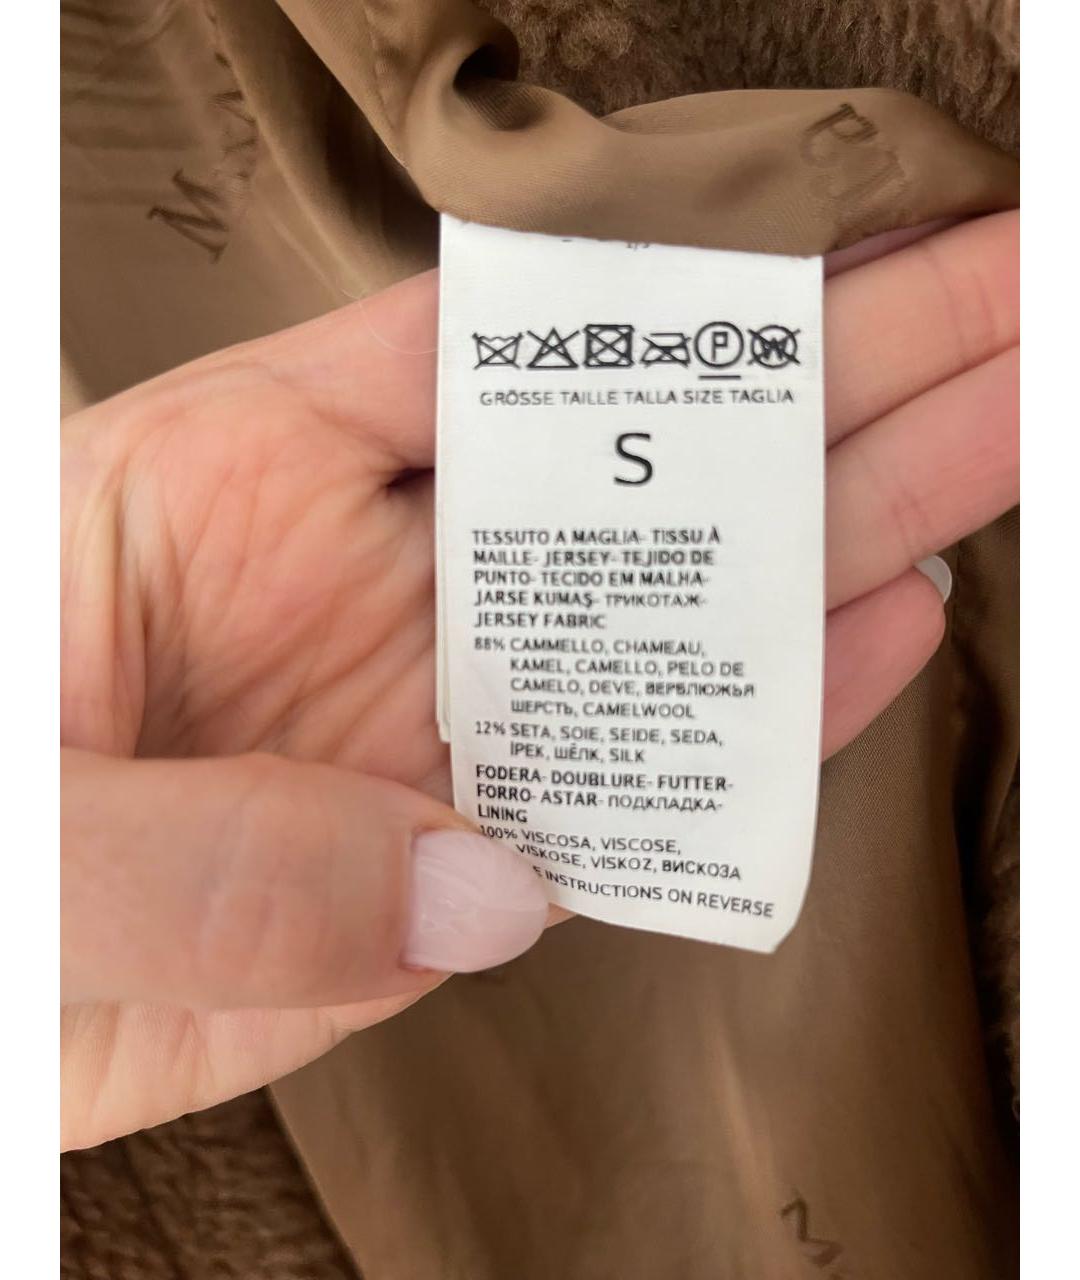 GRÖSSE TAILLE TALLA SIZE TAGLIA
S
TESSUTO A MAGLIA- TISSU À
MAILLE- JERSEY- TEJIDO DE
PUNTO- TECIDO EM MALHA-
JARSE KUMAŞ- ТРИКОТАЖ-
JERSEY FABRIC
88% CAMMELLO, CHAMEAU,
KAMEL, CAMELLO, PELO DE
CAMELO, DEVE, ВЕРБЛЮЖЬЯ
ШЕРСТЬ, CAMELWOOL
12% SETA, SOIE, SEIDE, SEDA,
İPEK, ШЁЛК, SILK
FODERA- DOUBLURE- FUTTER-
FORRO- ASTAR- ПОДКЛАДКА-
LINING
100% VISCOSA, VISCOSE,
VISKOSE, VİSKOZ, ВИСКОЗА
INSTRUCTIONS ON REVERSE